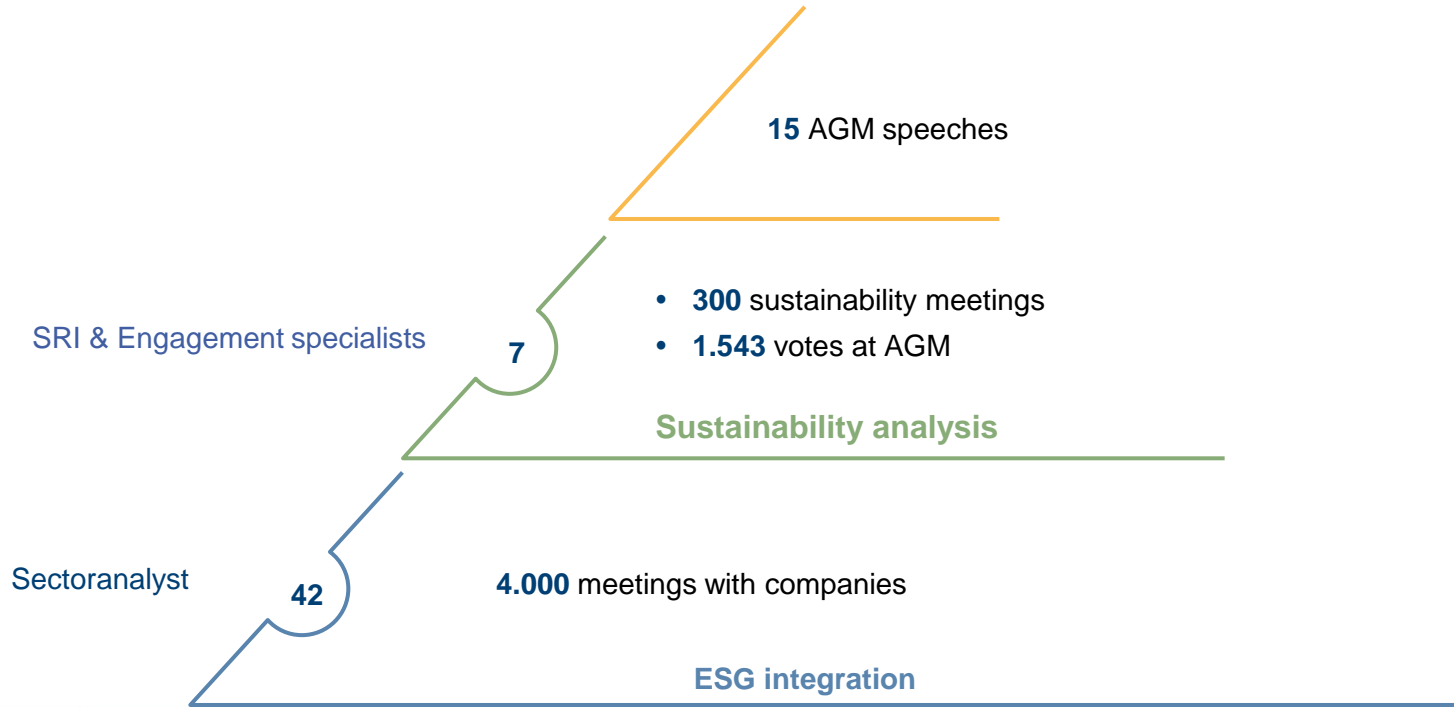 15 AGM speeches
• 300 sustainability meetings
SRI & Engagement specialists
7
• 1.543 votes at AGM
Sustainability analysis
Sectoranalyst
42
4.000 meetings with companies
ESG integration